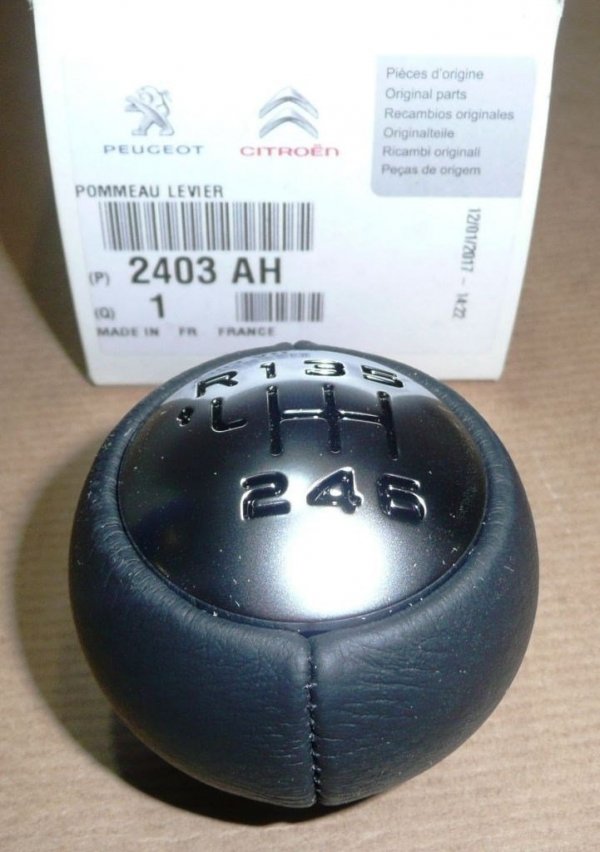 Pièces d'origine
Original parts
Recambios originales
Originalteile
Ricambi originali
Peças de origem
PEUGEOT
CITROËN
POMMEAU LEVIER
(P) 2403 AH
(Q) 1
MADE IN FR FRANCE
12/01/2017 - 14:22
R 1 3 5
2 4 6